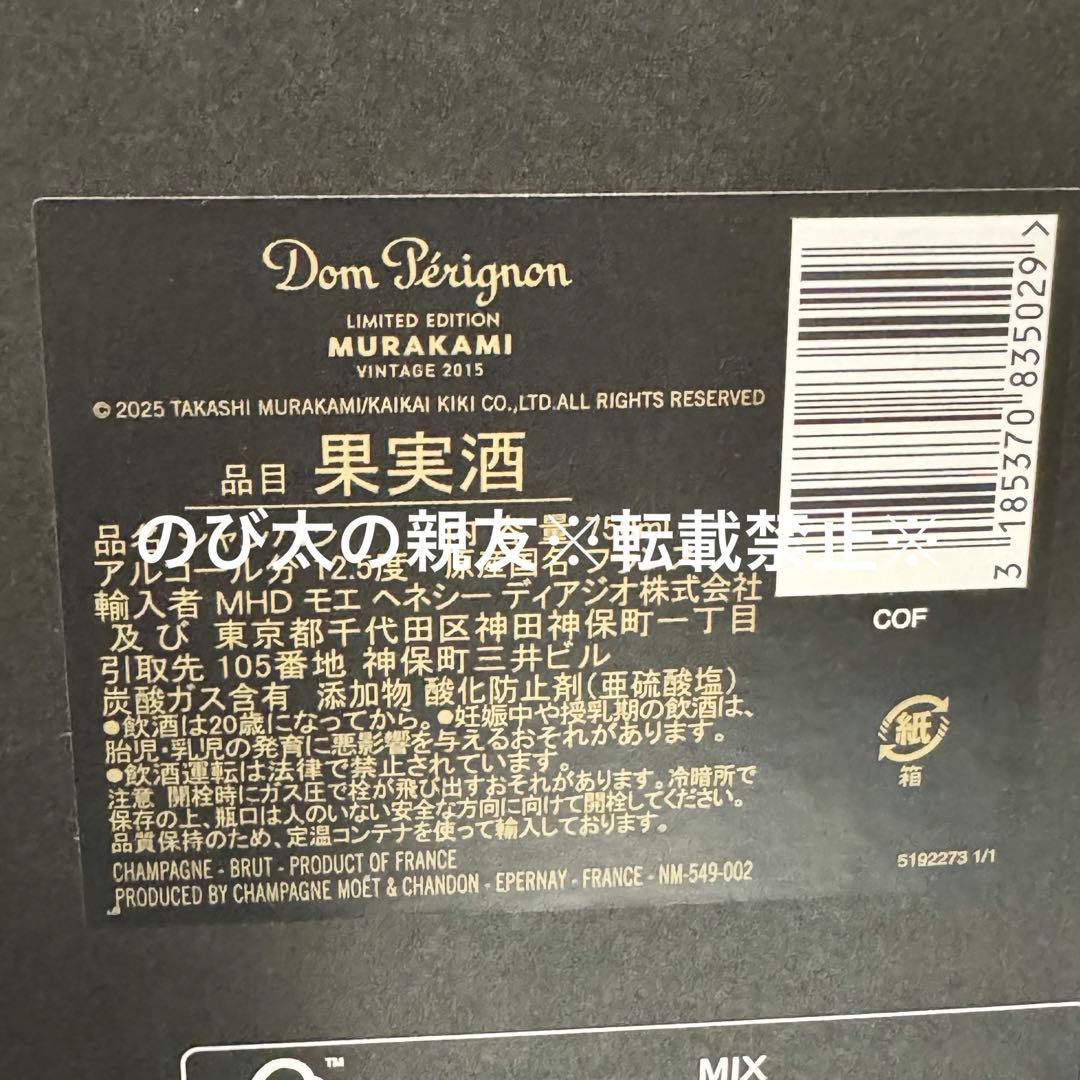 Dom Pérignon
LIMITED EDITION
MURAKAMI
VINTAGE 2015
© 2025 TAKASHI MURAKAMI/KAIKAI KIKI CO.,LTD.ALL RIGHTS RESERVED
品目 果実酒
のび太の親友※転載禁止※
アルコール分 12.5度
輸入者 MHD モエ ヘネシー ディアジオ株式会社
及び 東京都千代田区神田神保町一丁目
引取先 105番地 神保町三井ビル
炭酸ガス含有 添加物 酸化防止剤(亜硫酸塩)
●飲酒は20歳になってから。●妊娠中や授乳期の飲酒は、
胎児・乳児の発育に悪影響を与えるおそれがあります。
●飲酒運転は法律で禁止されています。
注意 開栓時にガス圧で栓が飛び出すおそれがあります。冷暗所で
保存の上、瓶口は人のいない安全な方向に向けて開栓してください。
品質保持のため、定温コンテナを使って輸入しております。
CHAMPAGNE - BRUT - PRODUCT OF FRANCE
PRODUCED BY CHAMPAGNE MOËT & CHANDON - EPERNAY - FRANCE - NM-549-002
3 185370 835029 >
COF
紙
箱
5192273 1/1
TM
MIX